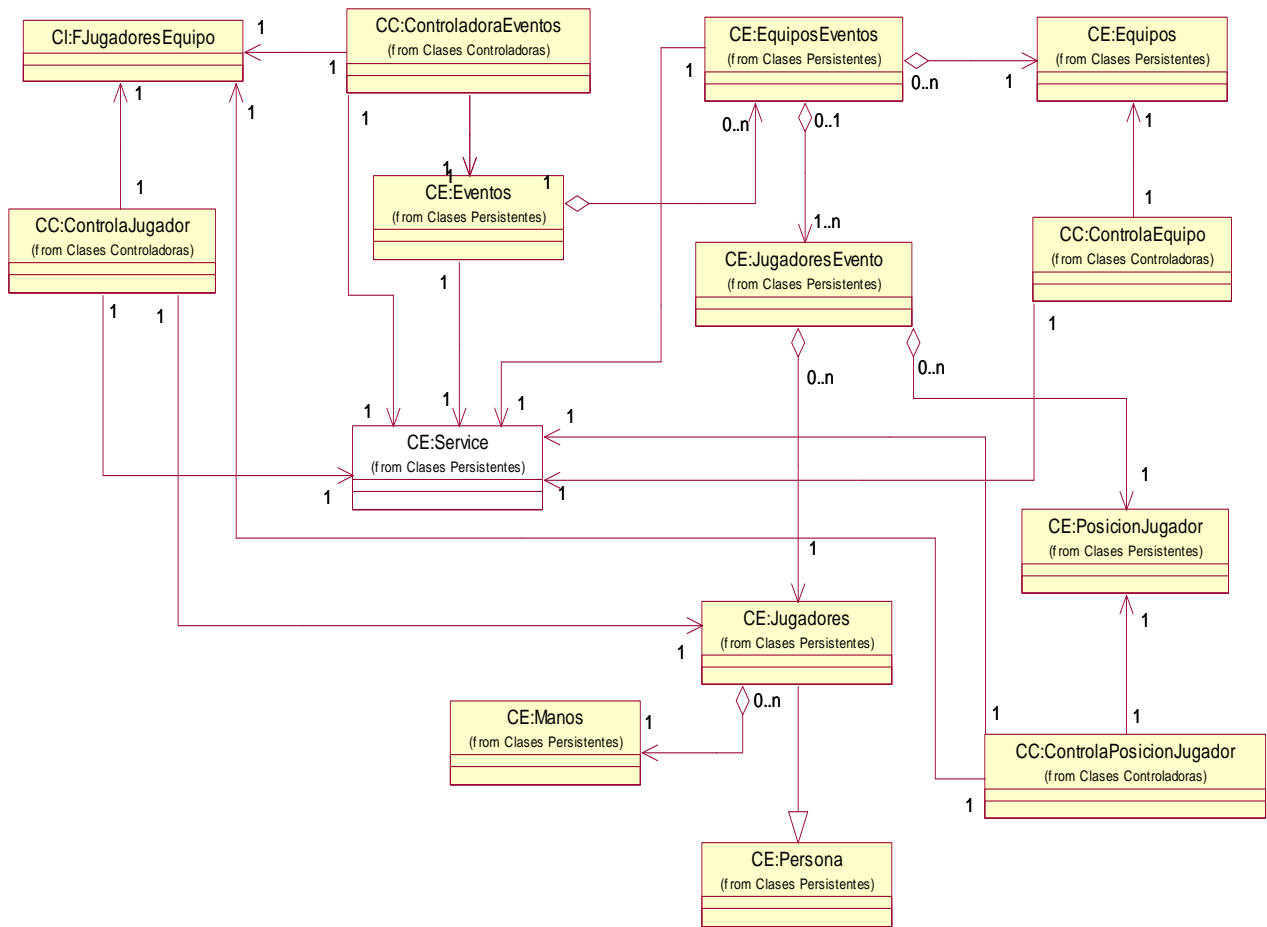 CI:FJugadoresEquipo
1
CC:ControladoraEventos
(from Clases Controladoras)
1
1
CE:EquiposEventos
(from Clases Persistentes)
1
0..n
1
CE:Equipos
(from Clases Persistentes)
1
1
0..n
0..1
1
1
1
1
CE:Eventos
(from Clases Persistentes)
1
CC:ControlaJugador
(from Clases Controladoras)
1
CC:ControlaEquipo
(from Clases Controladoras)
1..n
CE:JugadoresEvento
(from Clases Persistentes)
1
1
1
1
0..n
0..n
1
1
1
1
CE:Service
(from Clases Persistentes)
1
1
1
CE:PosicionJugador
(from Clases Persistentes)
1
CE:Jugadores
(from Clases Persistentes)
1
1
0..n
CE:Manos
(from Clases Persistentes)
1
1
1
CC:ControlaPosicionJugador
(from Clases Controladoras)
1
CE:Persona
(from Clases Persistentes)